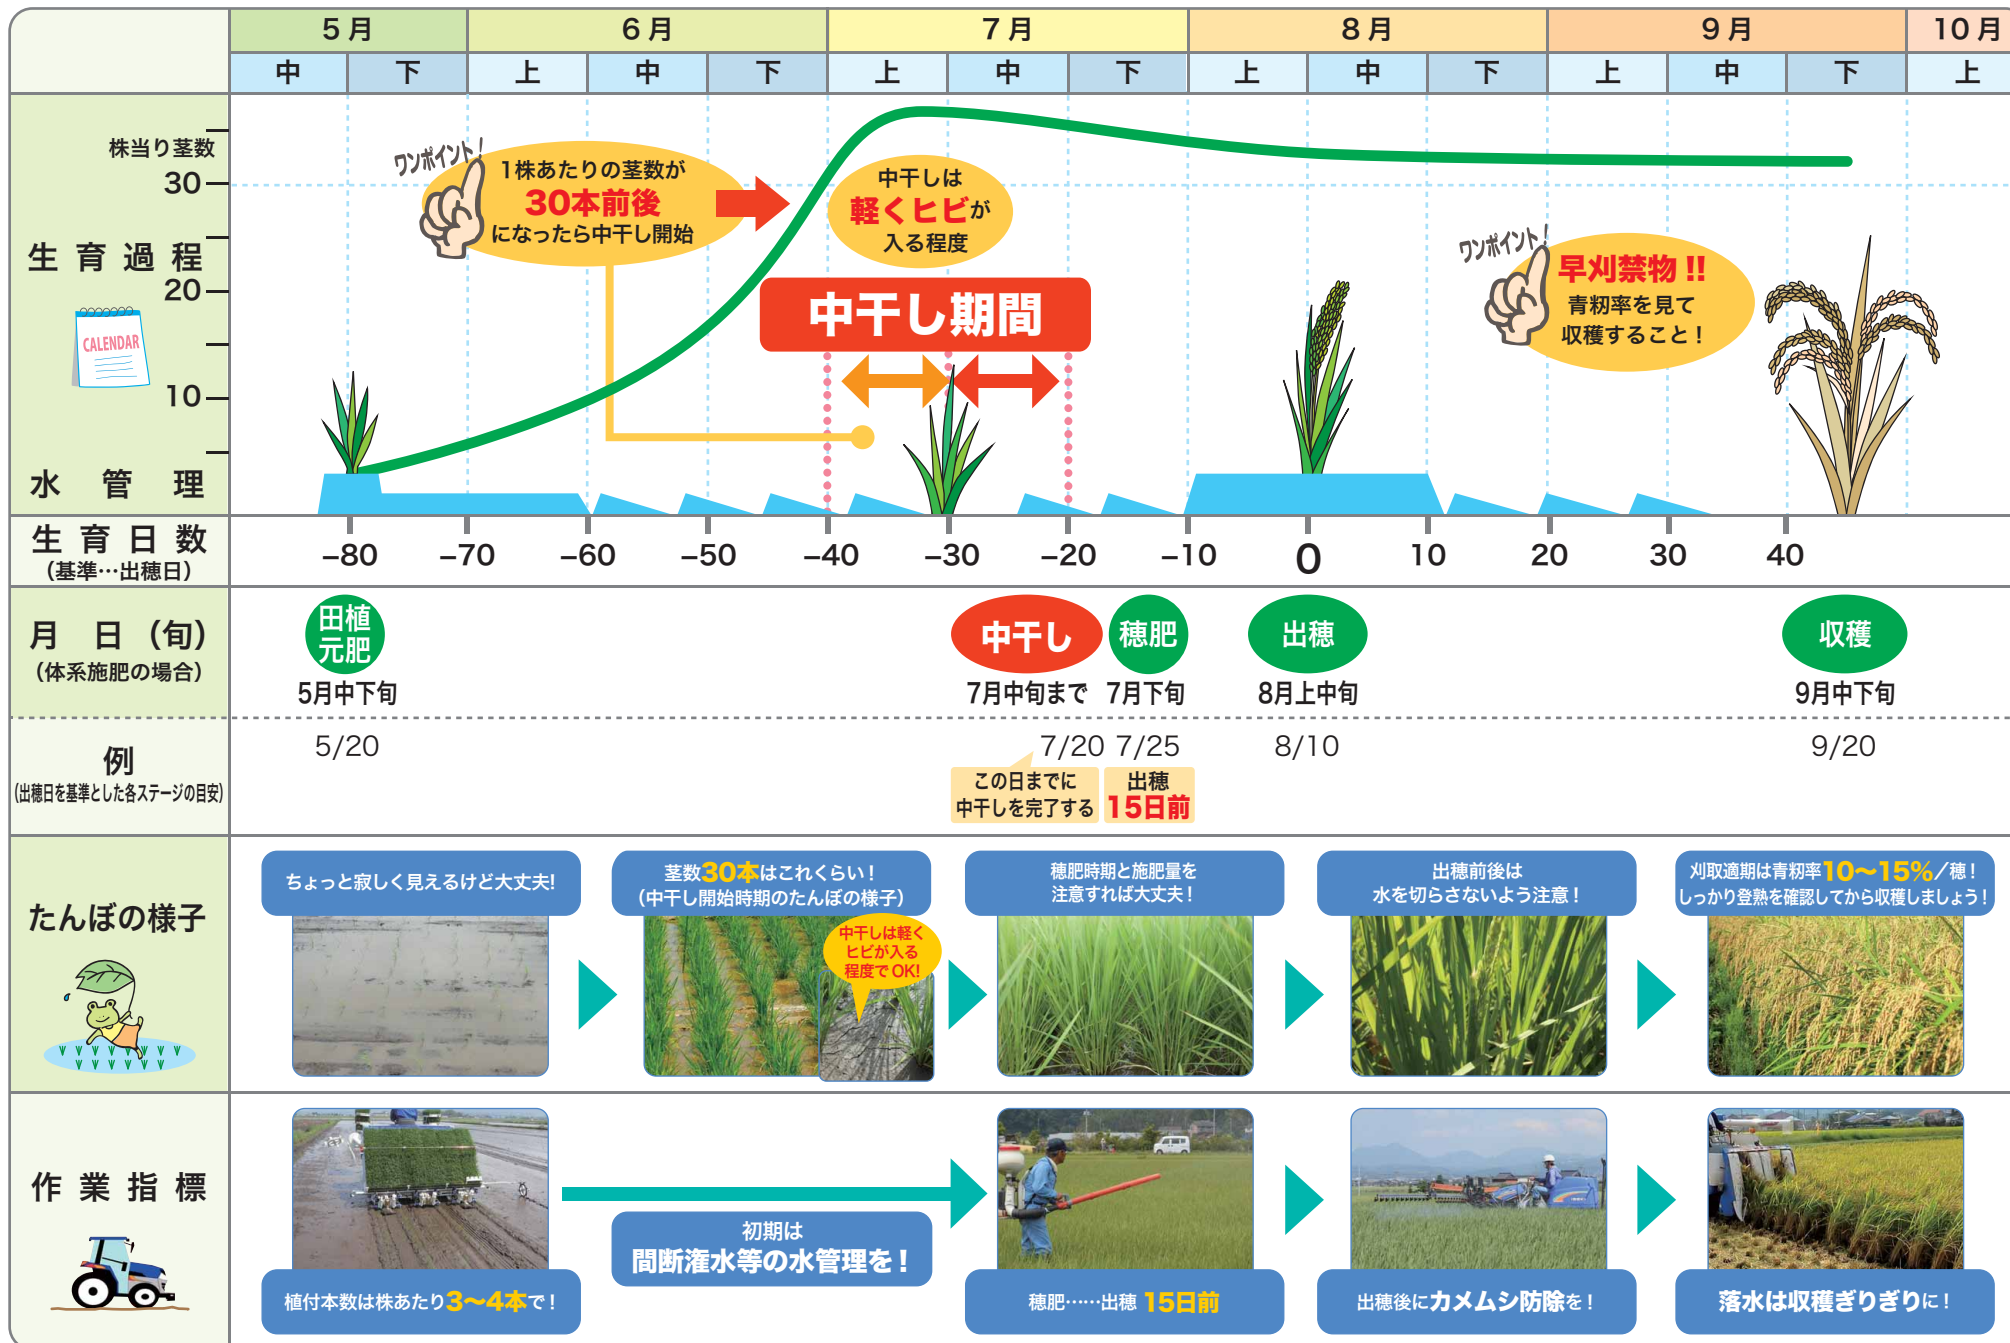 5月 6月 7月 8月 9月 10月
中 下 上 中 下 上 中 下 上 中 下 上 中 下 上
株当り茎数
30
20
10
生育過程
CALENDAR
水管理
ワンポイント!
1株あたりの茎数が
30本前後
になったら中干し開始
中干しは
軽くヒビが
入る程度
中干し期間
ワンポイント!
早刈禁物!!
青籾率を見て
収穫すること!
生育日数
(基準…出穂日)
−80 −70 −60 −50 −40 −30 −20 −10 0 10 20 30 40
月日(旬)
(体系施肥の場合)
田植
元肥
5月中下旬
中干し
7月中旬まで
穂肥
7月下旬
出穂
8月上中旬
収穫
9月中下旬
例
(出穂日を基準とした各ステージの目安)
5/20 7/20 7/25 8/10 9/20
この日までに
中干しを完了する
出穂
15日前
たんぼの様子
ちょっと寂しく見えるけど大丈夫!
茎数30本はこれくらい!
(中干し開始時期のたんぼの様子)
中干しは軽く
ヒビが入る
程度でOK!
穂肥時期と施肥量を
注意すれば大丈夫!
出穂前後は
水を切らさないよう注意!
刈取適期は青籾率10〜15%/穂!
しっかり登熟を確認してから収穫しましょう!
作業指標
植付本数は株あたり3〜4本で!
初期は
間断潅水等の水管理を!
穂肥……出穂 15日前
出穂後にカメムシ防除を!
落水は収穫ぎりぎりに!